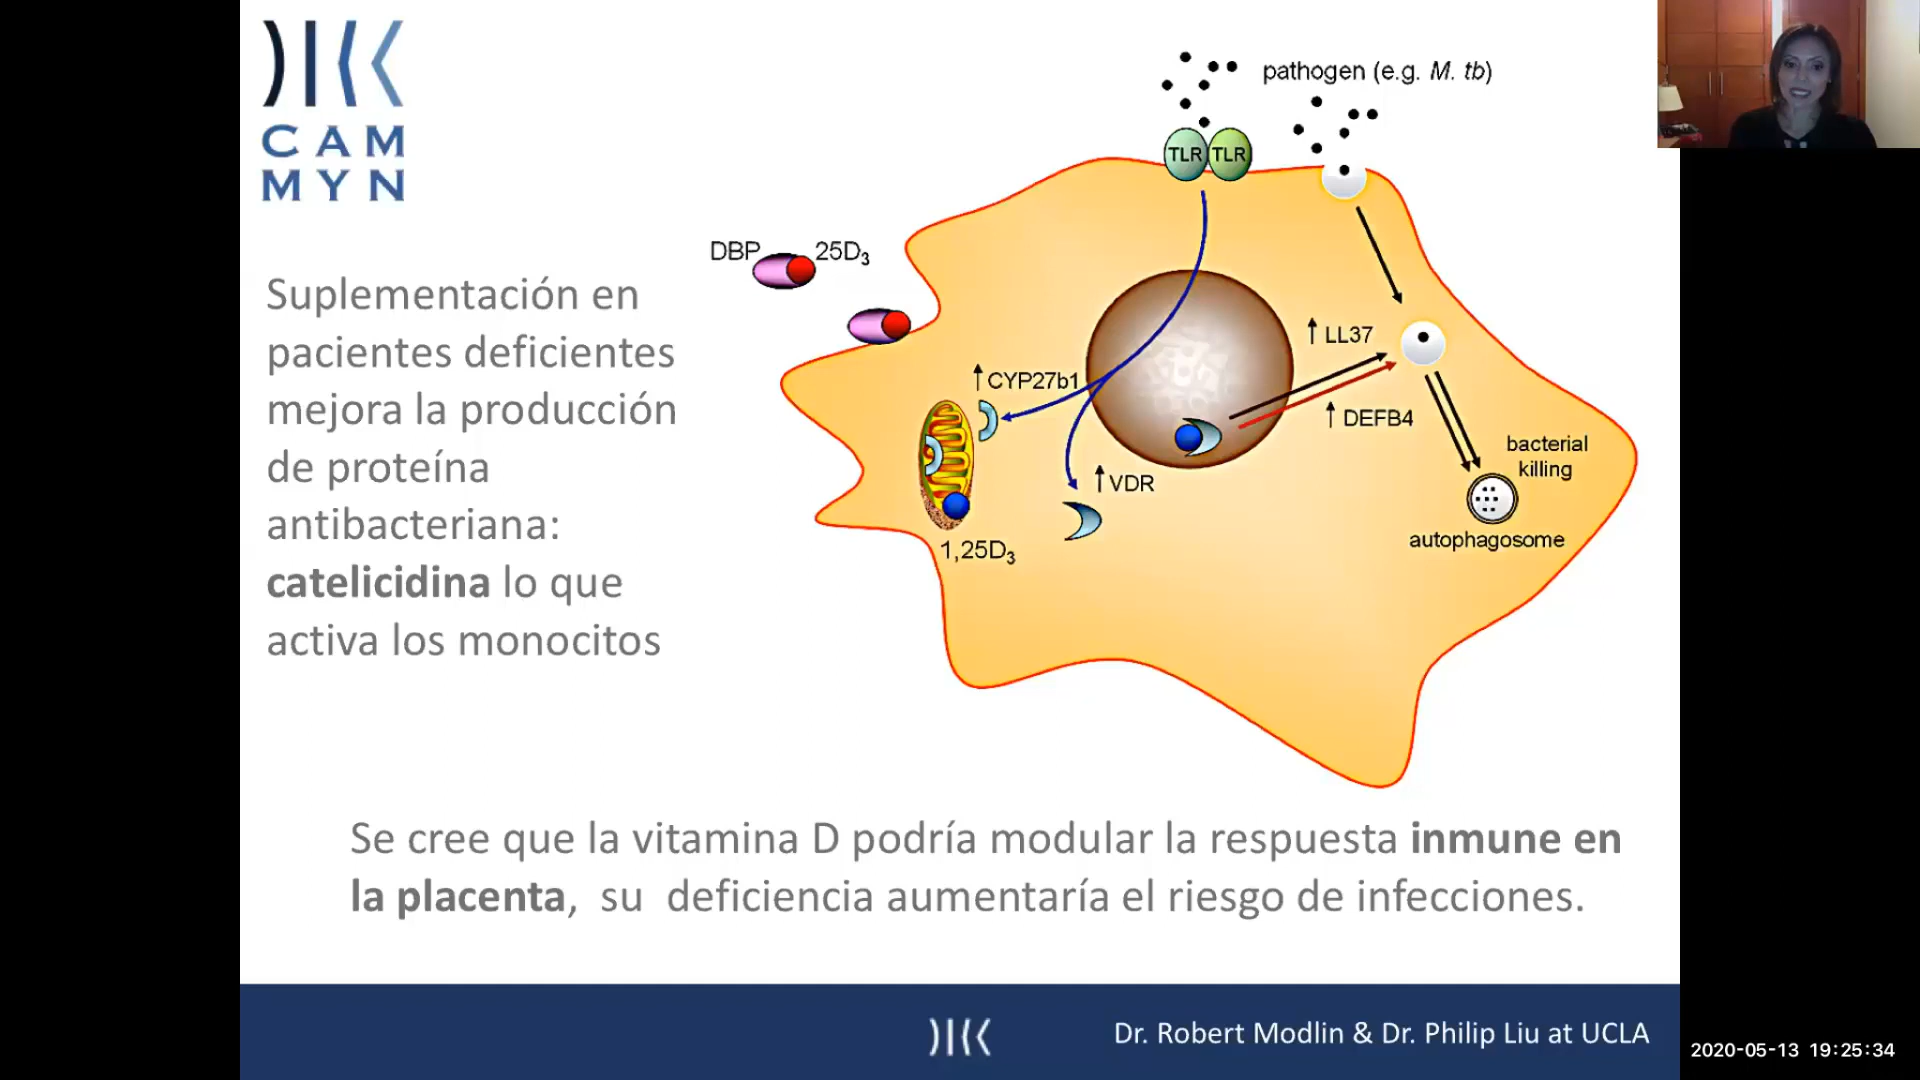 CAM
MYN
Suplementación en
pacientes deficientes
mejora la producción
de proteína
antibacteriana:
catelicidina lo que
activa los monocitos
pathogen (e.g. M. tb)
TLR TLR
DBP 25D3
↑ LL37
↑ CYP27b1
↑ DEFB4
bacterial
killing
↑ VDR
autophagosome
1,25D3
Se cree que la vitamina D podría modular la respuesta inmune en
la placenta, su deficiencia aumentaría el riesgo de infecciones.
Dr. Robert Modlin & Dr. Philip Liu at UCLA
2020-05-13 19:25:34